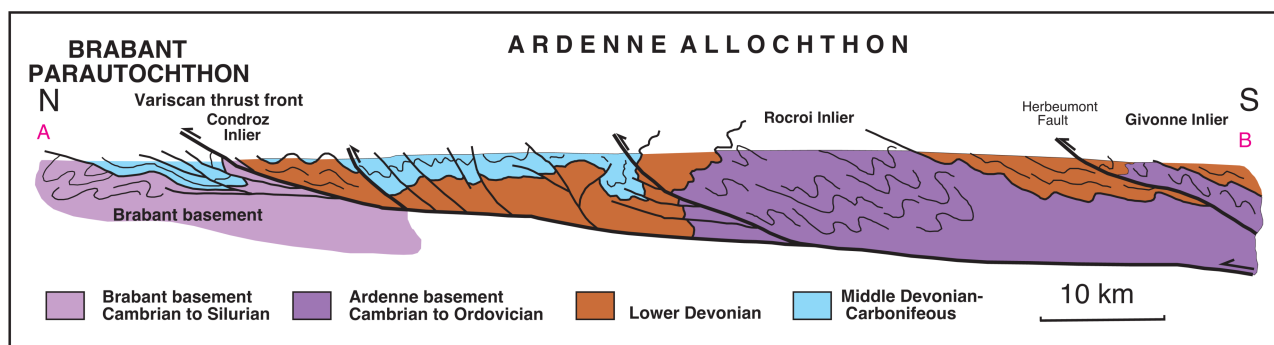 ARDENNE ALLOCHTHON
BRABANT
PARAUTOCHTHON
N
Variscan thrust front
S
A
Condroz
Inlier
Rocroi Inlier
Herbeumont
Fault
Givonne Inlier
B
Brabant basement
Brabant basement
Cambrian to Silurian
Ardenne basement
Cambrian to Ordovician
Lower Devonian
Middle Devonian-
Carbonifeous
10 km